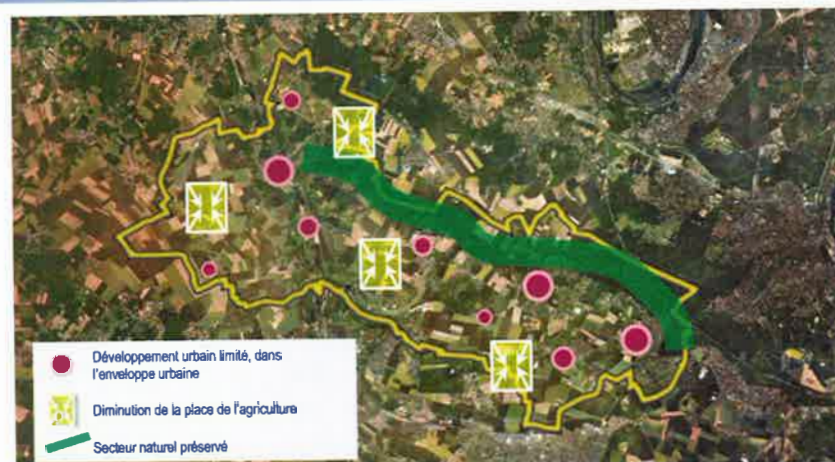 Développement urbain limité, dans
l'enveloppe urbaine
Diminution de la place de l'agriculture
Secteur naturel préservé